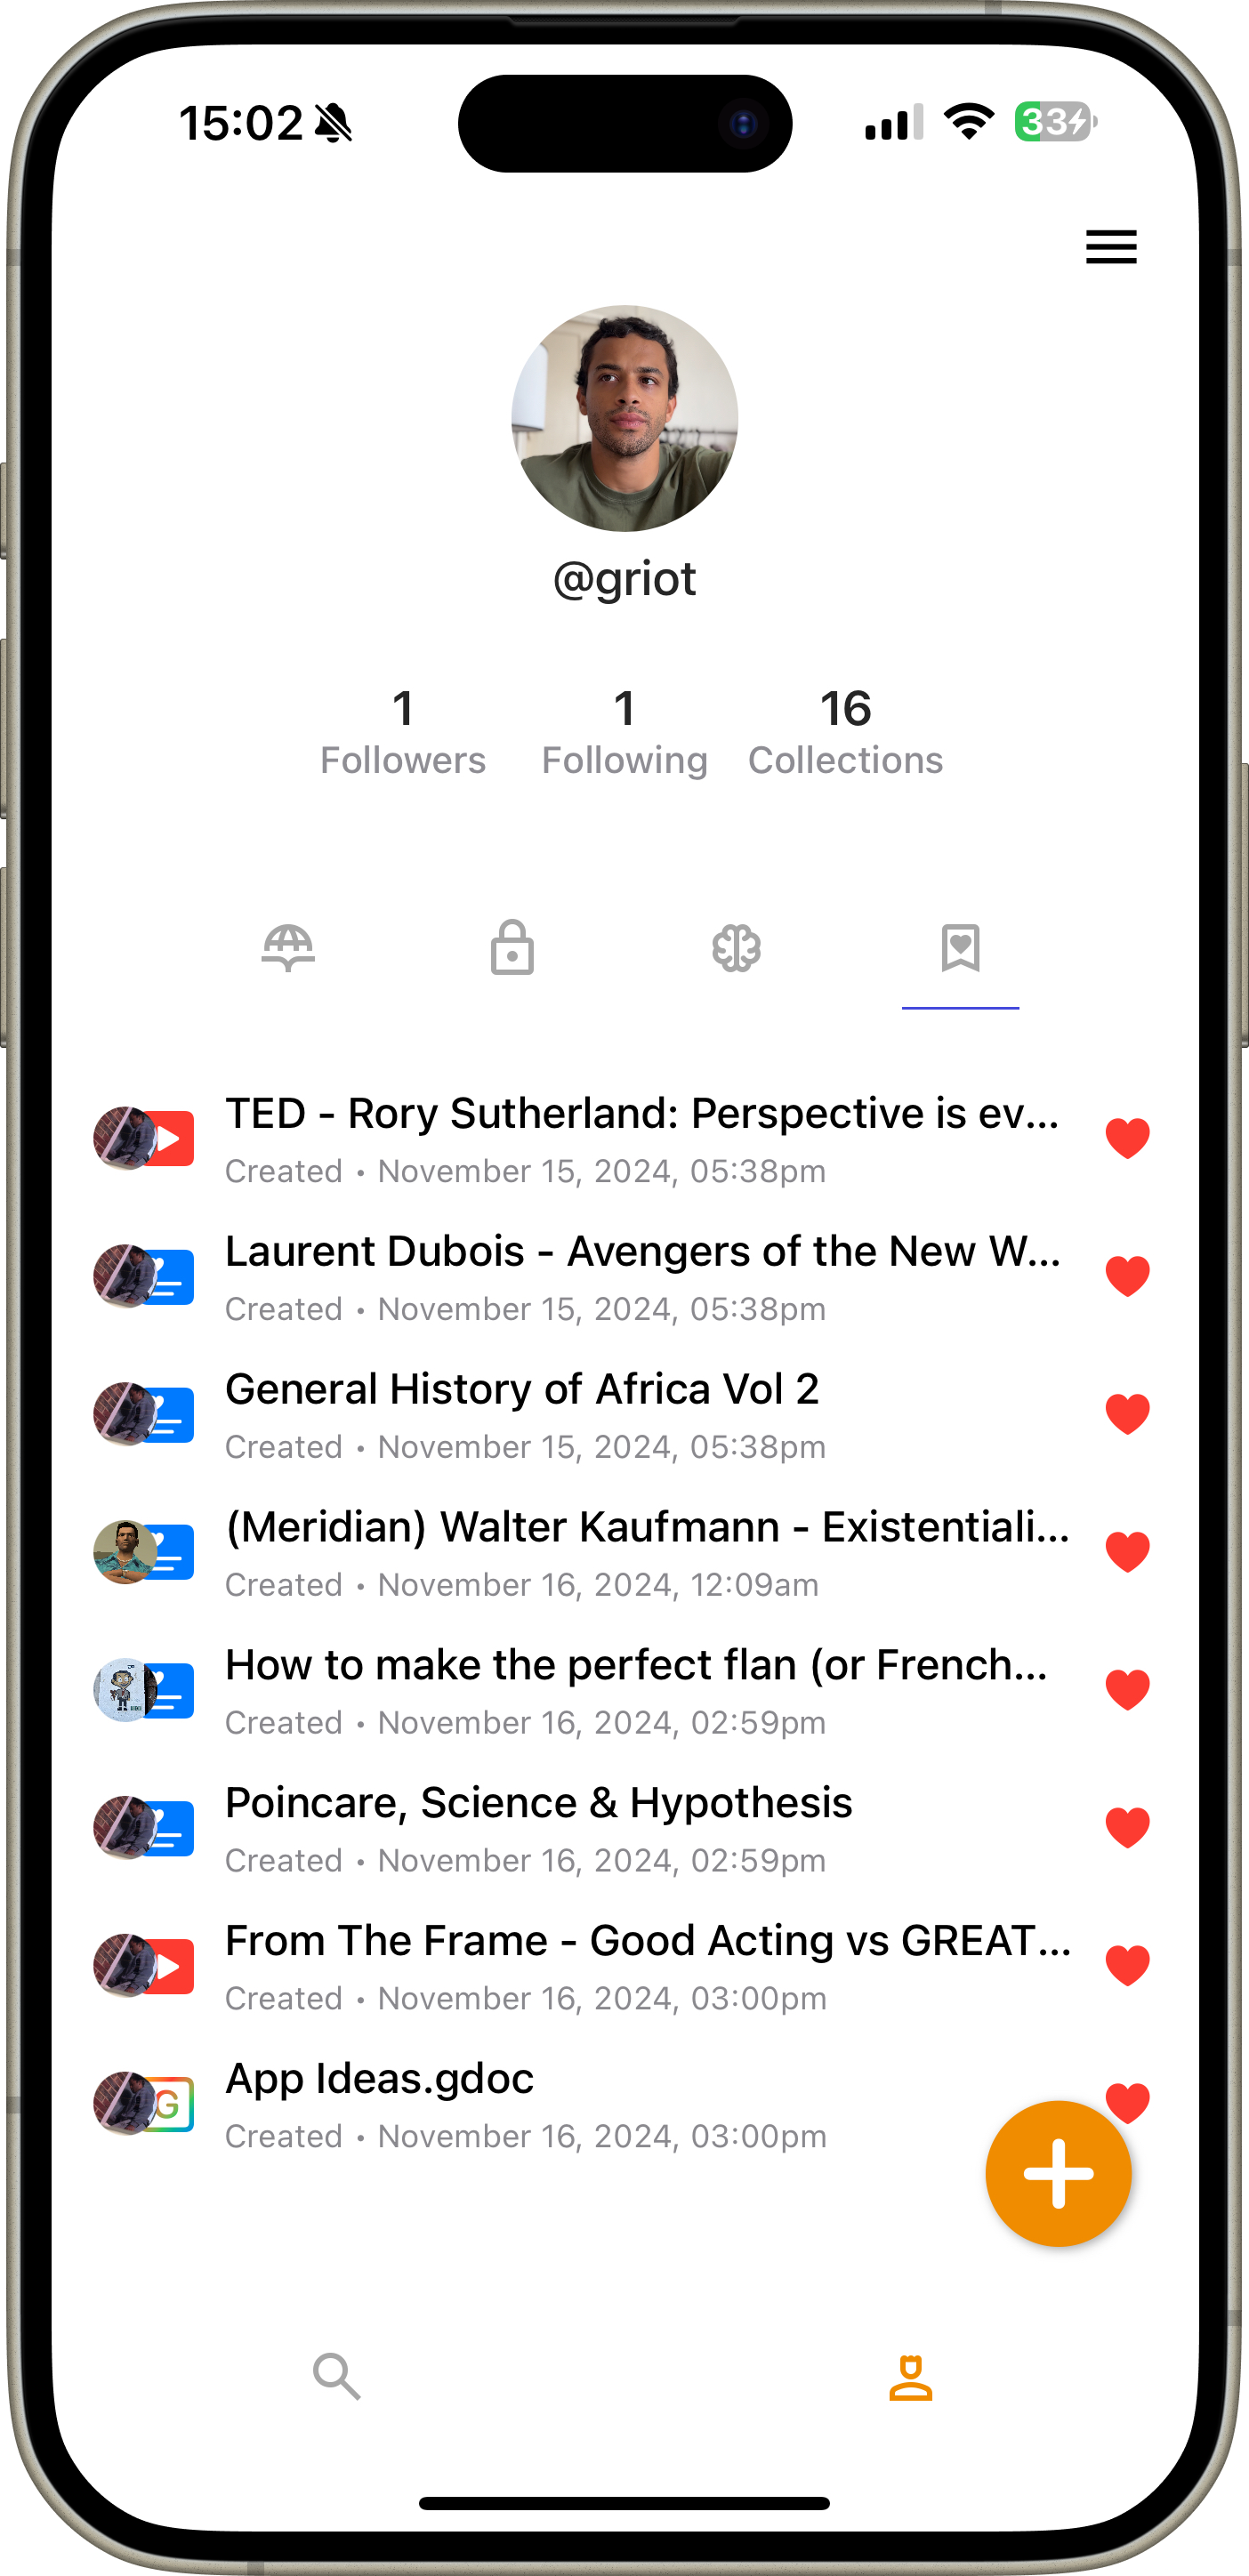 15:02
33
@griot
1 1 16
Followers Following Collections
TED - Rory Sutherland: Perspective is ev...
Created • November 15, 2024, 05:38pm
Laurent Dubois - Avengers of the New W...
Created • November 15, 2024, 05:38pm
General History of Africa Vol 2
Created • November 15, 2024, 05:38pm
(Meridian) Walter Kaufmann - Existentiali...
Created • November 16, 2024, 12:09am
How to make the perfect flan (or French...
Created • November 16, 2024, 02:59pm
Poincare, Science & Hypothesis
Created • November 16, 2024, 02:59pm
From The Frame - Good Acting vs GREAT...
Created • November 16, 2024, 03:00pm
G
App Ideas.gdoc
Created • November 16, 2024, 03:00pm